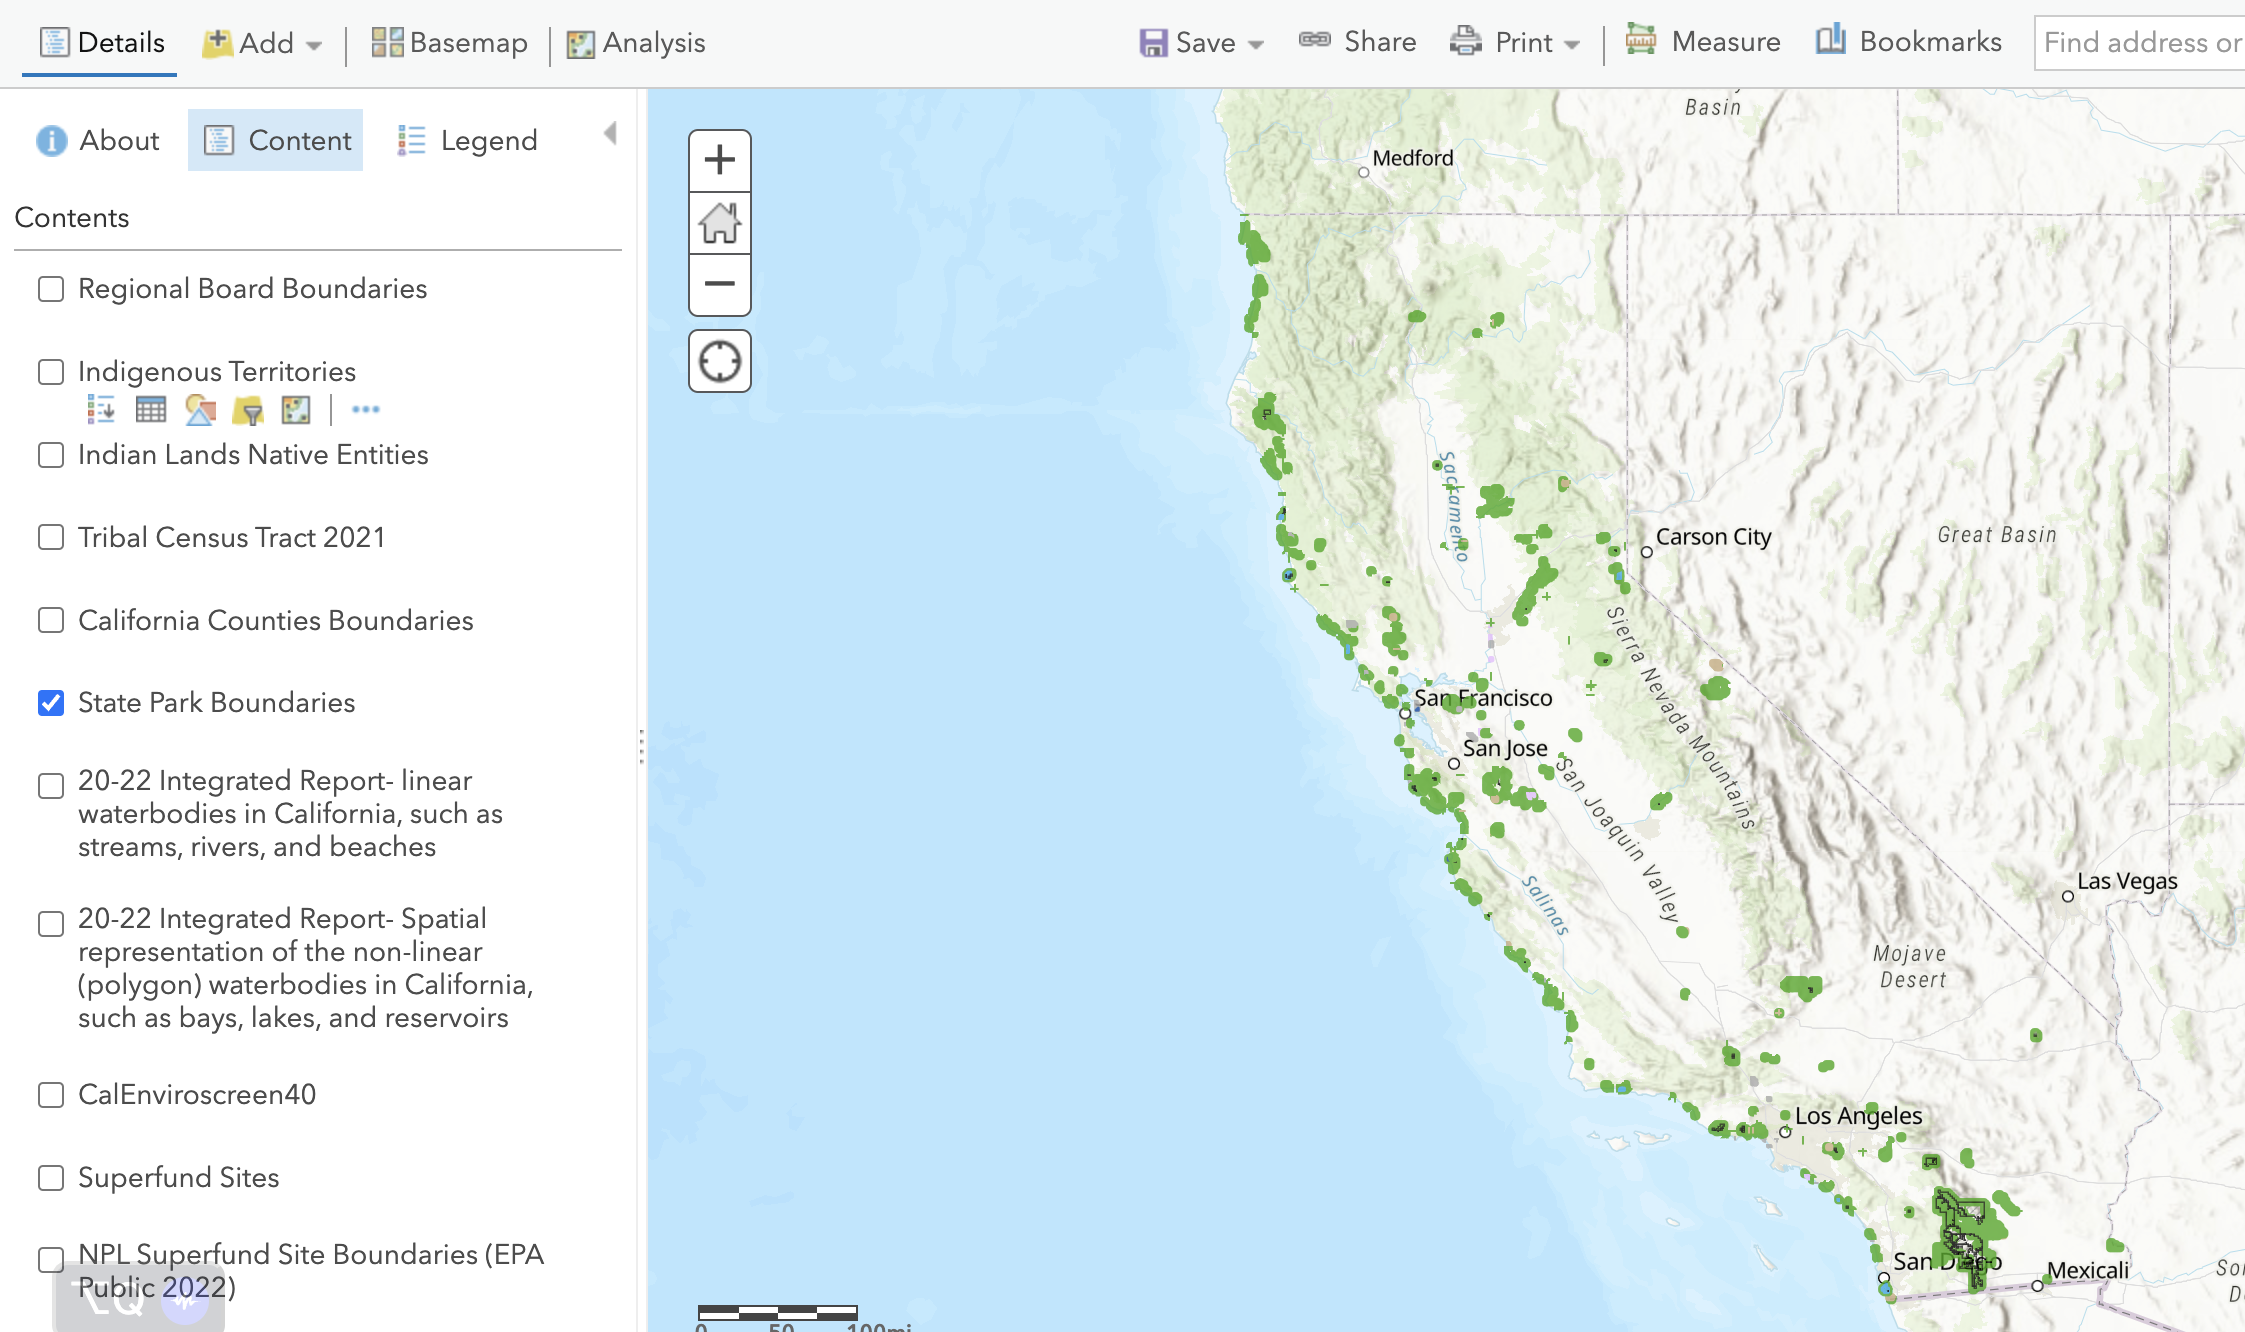 Details
Add
Basemap
Analysis
Save
Share
Print
Measure
Bookmarks
Find address or
About
Content
Legend
Contents
Regional Board Boundaries
Indigenous Territories
Indian Lands Native Entities
Tribal Census Tract 2021
California Counties Boundaries
State Park Boundaries
20-22 Integrated Report- linear
waterbodies in California, such as
streams, rivers, and beaches
20-22 Integrated Report- Spatial
representation of the non-linear
(polygon) waterbodies in California,
such as bays, lakes, and reservoirs
CalEnviroscreen40
Superfund Sites
NPL Superfund Site Boundaries (EPA
Public 2022)
⌥Q
Basin
Medford
Sacramento
Carson City
Great Basin
Sierra Nevada Mountains
San Francisco
San Jose
San Joaquin Valley
Salinas
Las Vegas
Mojave
Desert
Los Angeles
San Diego
Mexicali
0 50 100mi